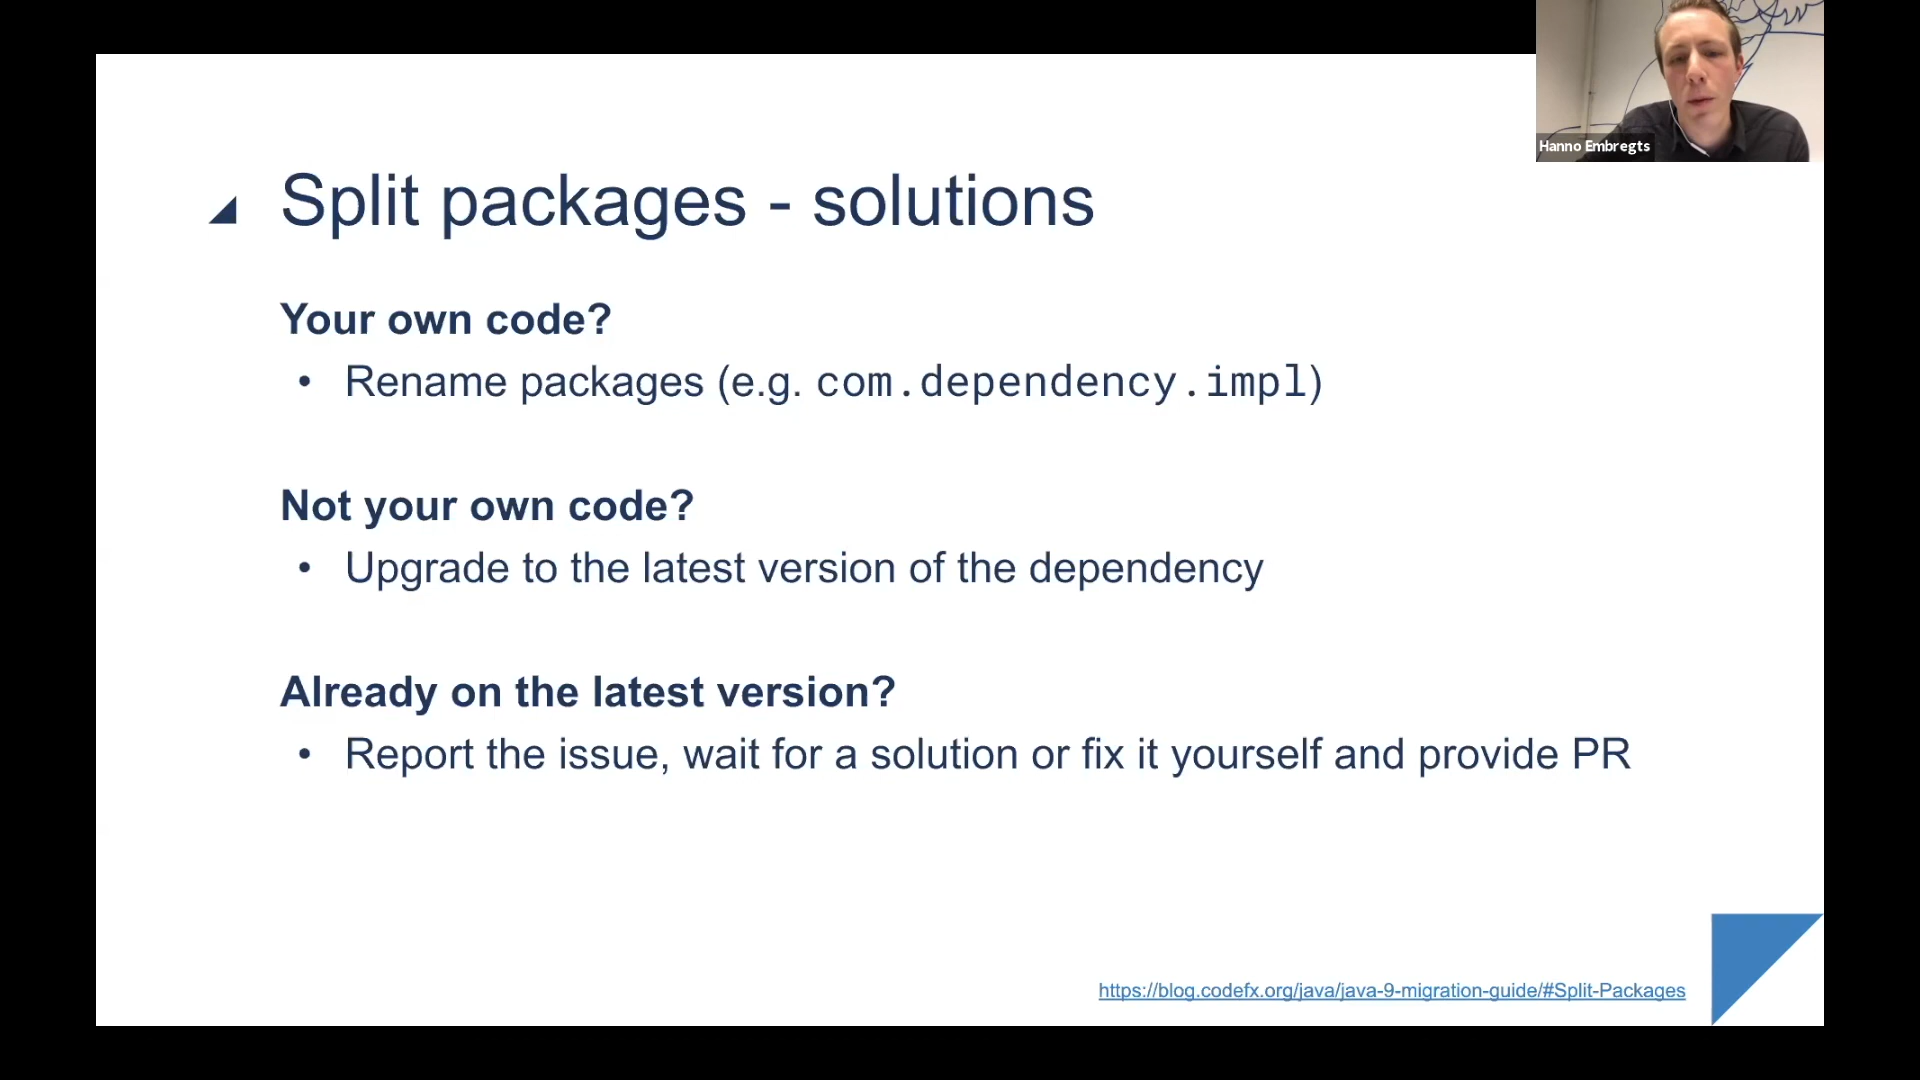 Hanno Embregts
Split packages - solutions
Your own code?
• Rename packages (e.g. com.dependency.impl)
Not your own code?
• Upgrade to the latest version of the dependency
Already on the latest version?
• Report the issue, wait for a solution or fix it yourself and provide PR
https://blog.codefx.org/java/java-9-migration-guide/#Split-Packages